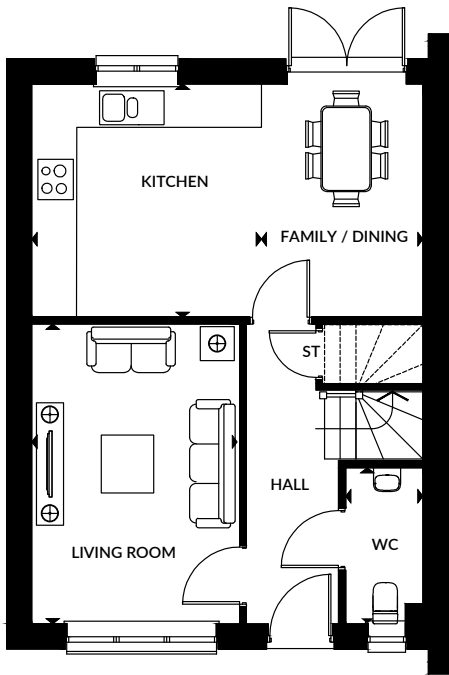 KITCHEN
FAMILY / DINING
ST
HALL
WC
LIVING ROOM